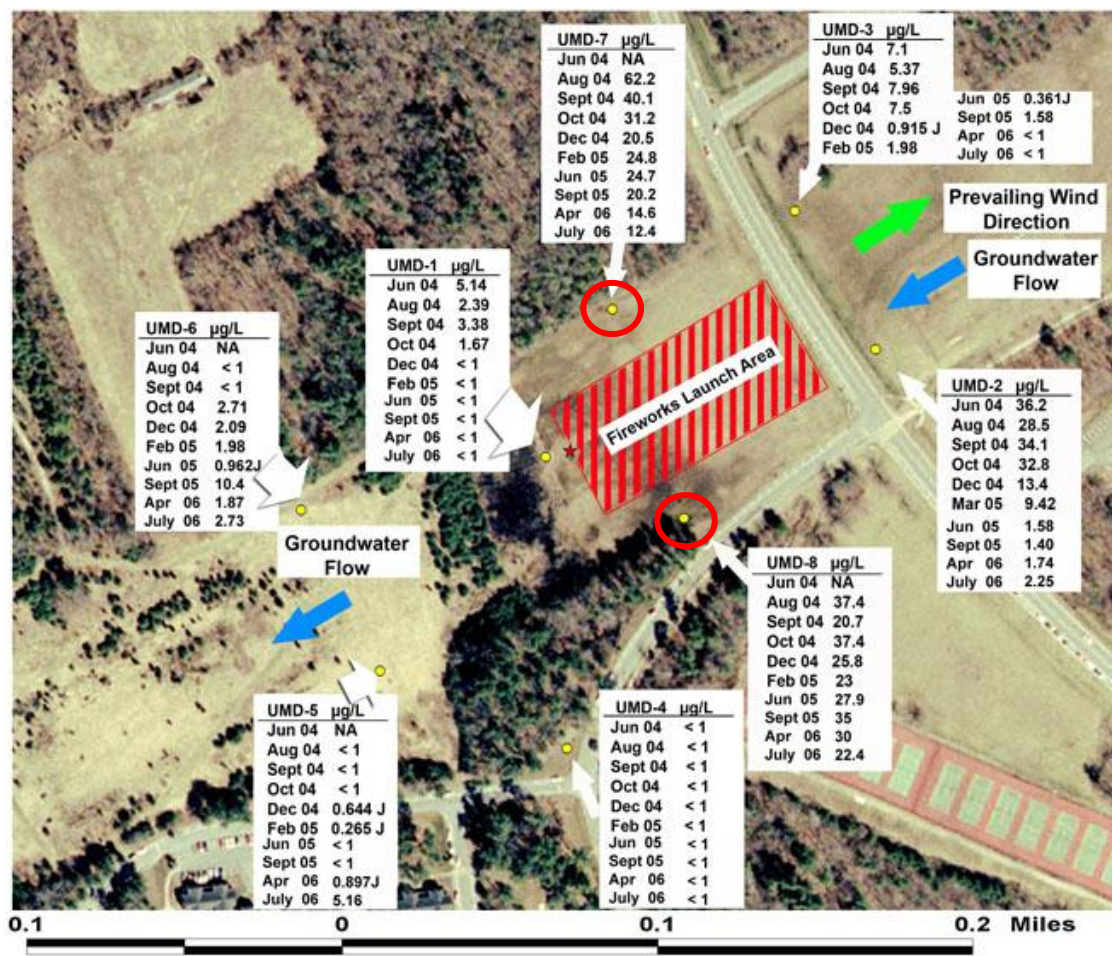 UMD-7 µg/L
Jun 04 NA
Aug 04 62.2
Sept 04 40.1
Oct 04 31.2
Dec 04 20.5
Feb 05 24.8
Jun 05 24.7
Sept 05 20.2
Apr 06 14.6
July 06 12.4
UMD-3 µg/L
Jun 04 7.1
Aug 04 5.37
Sept 04 7.96
Oct 04 7.5
Dec 04 0.915 J
Feb 05 1.98
Jun 05 0.361J
Sept 05 1.58
Apr 06 < 1
July 06 < 1
Prevailing Wind
Direction
Groundwater
Flow
UMD-1 µg/L
Jun 04 5.14
Aug 04 2.39
Sept 04 3.38
Oct 04 1.67
Dec 04 < 1
Feb 05 < 1
Jun 05 < 1
Sept 05 < 1
Apr 06 < 1
July 06 < 1
UMD-6 µg/L
Jun 04 NA
Aug 04 < 1
Sept 04 < 1
Oct 04 2.71
Dec 04 2.09
Feb 05 1.98
Jun 05 0.962J
Sept 05 10.4
Apr 06 1.87
July 06 2.73
Fireworks Launch Area
UMD-2 µg/L
Jun 04 36.2
Aug 04 28.5
Sept 04 34.1
Oct 04 32.8
Dec 04 13.4
Mar 05 9.42
Jun 05 1.58
Sept 05 1.40
Apr 06 1.74
July 06 2.25
Groundwater
Flow
UMD-8 µg/L
Jun 04 NA
Aug 04 37.4
Sept 04 20.7
Oct 04 37.4
Dec 04 25.8
Feb 05 23
Jun 05 27.9
Sept 05 35
Apr 06 30
July 06 22.4
UMD-5 µg/L
Jun 04 NA
Aug 04 < 1
Sept 04 < 1
Oct 04 < 1
Dec 04 0.644 J
Feb 05 0.265 J
Jun 05 < 1
Sept 05 < 1
Apr 06 0.897J
July 06 5.16
UMD-4 µg/L
Jun 04 < 1
Aug 04 < 1
Sept 04 < 1
Oct 04 < 1
Dec 04 < 1
Feb 05 < 1
Jun 05 < 1
Sept 05 < 1
Apr 06 < 1
July 06 < 1
0.1 0 0.1 0.2 Miles